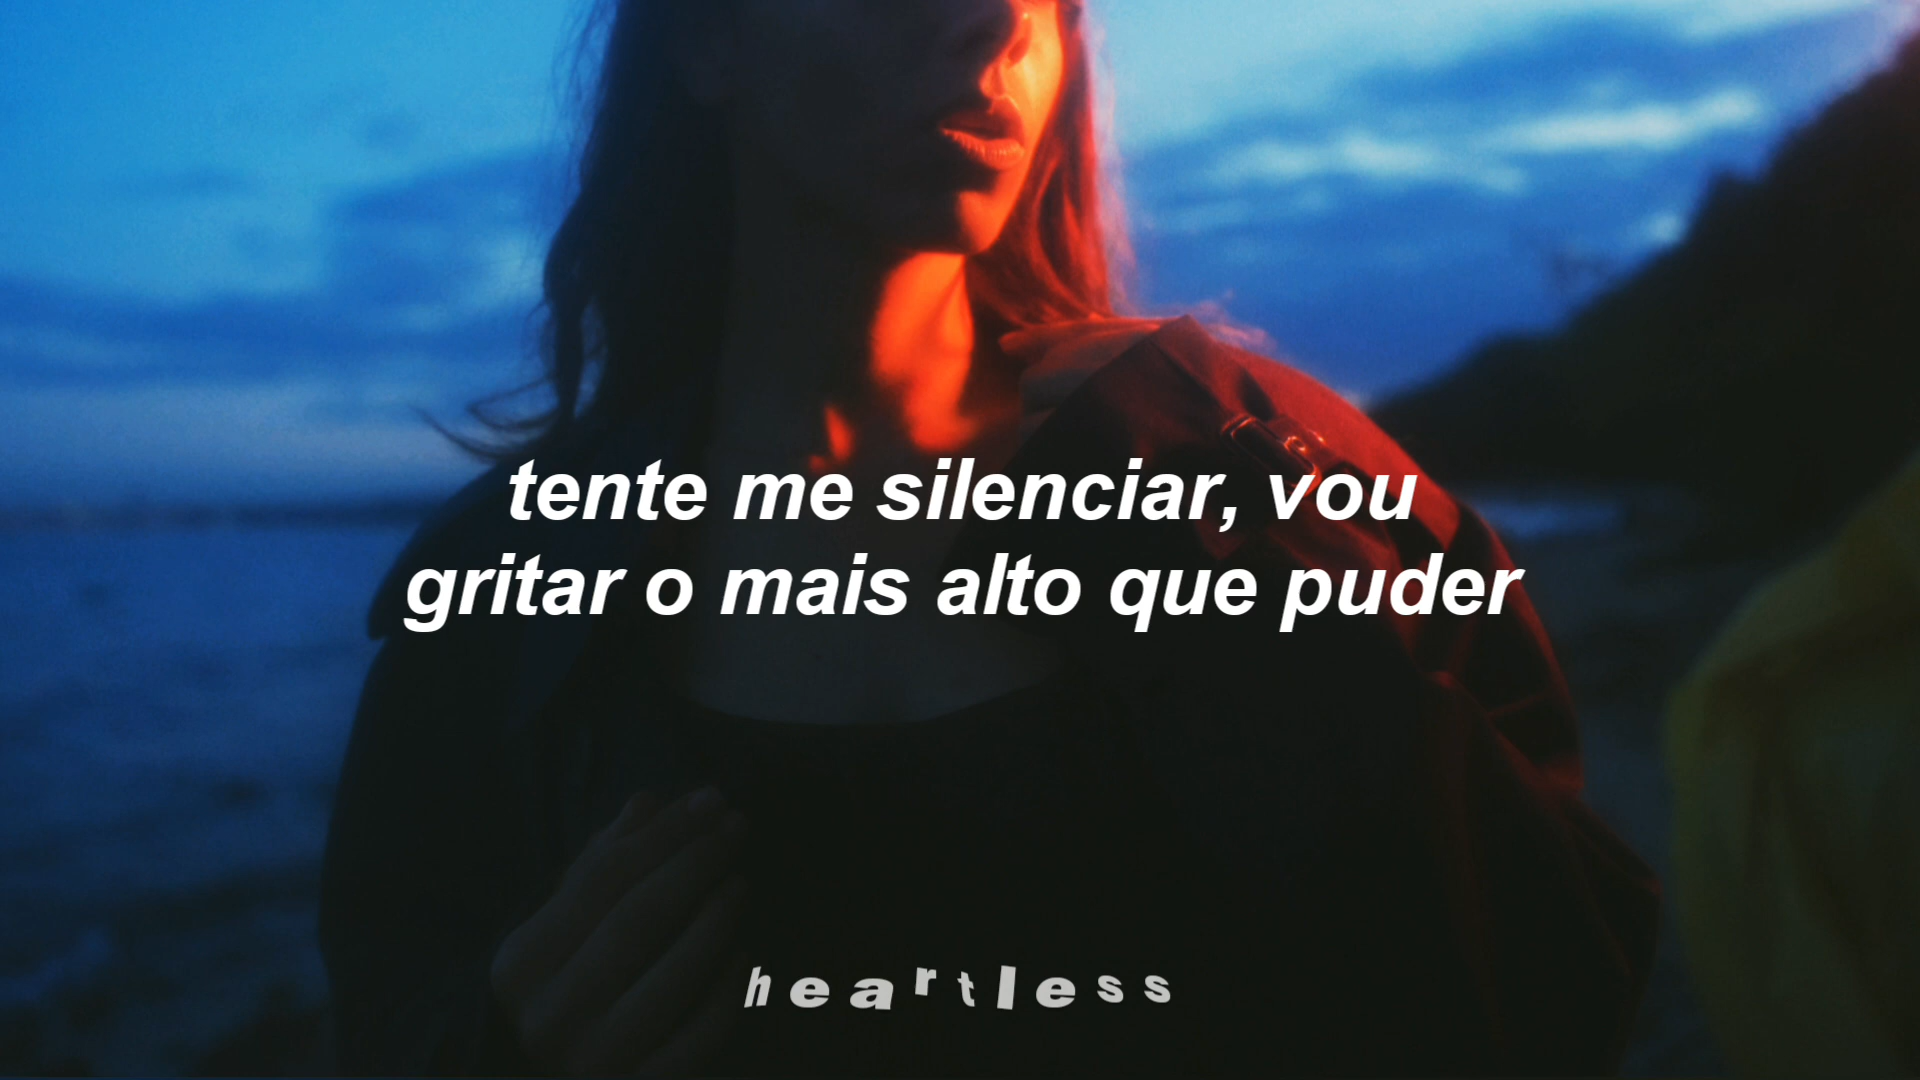 tente me silenciar, vou
gritar o mais alto que puder
heartless